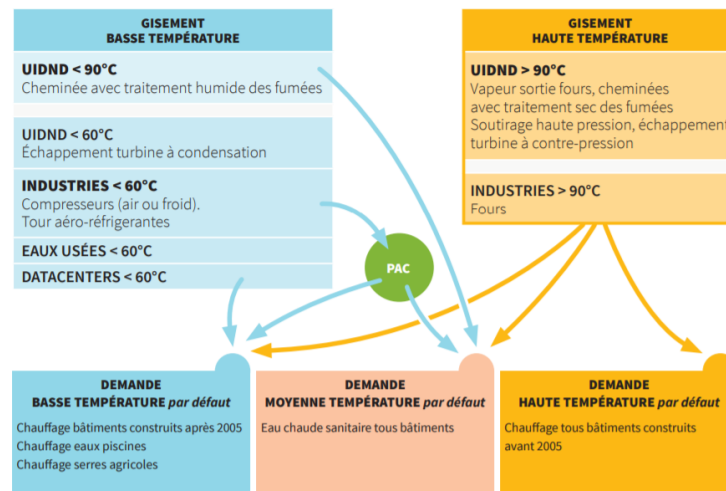 GISEMENT
BASSE TEMPÉRATURE
UIDND < 90°C
Cheminée avec traitement humide des fumées
UIDND < 60°C
Échappement turbine à condensation
INDUSTRIES < 60°C
Compresseurs (air ou froid).
Tour aéro-réfrigerantes
EAUX USÉES < 60°C
DATACENTERS < 60°C
GISEMENT
HAUTE TEMPÉRATURE
UIDND > 90°C
Vapeur sortie fours, cheminées
avec traitement sec des fumées
Soutirage haute pression, échappement
turbine à contre-pression
INDUSTRIES > 90°C
Fours
PAC
DEMANDE
BASSE TEMPÉRATURE par défaut
Chauffage bâtiments construits après 2005
Chauffage eaux piscines
Chauffage serres agricoles
DEMANDE
MOYENNE TEMPÉRATURE par défaut
Eau chaude sanitaire tous bâtiments
DEMANDE
HAUTE TEMPÉRATURE par défaut
Chauffage tous bâtiments construits
avant 2005